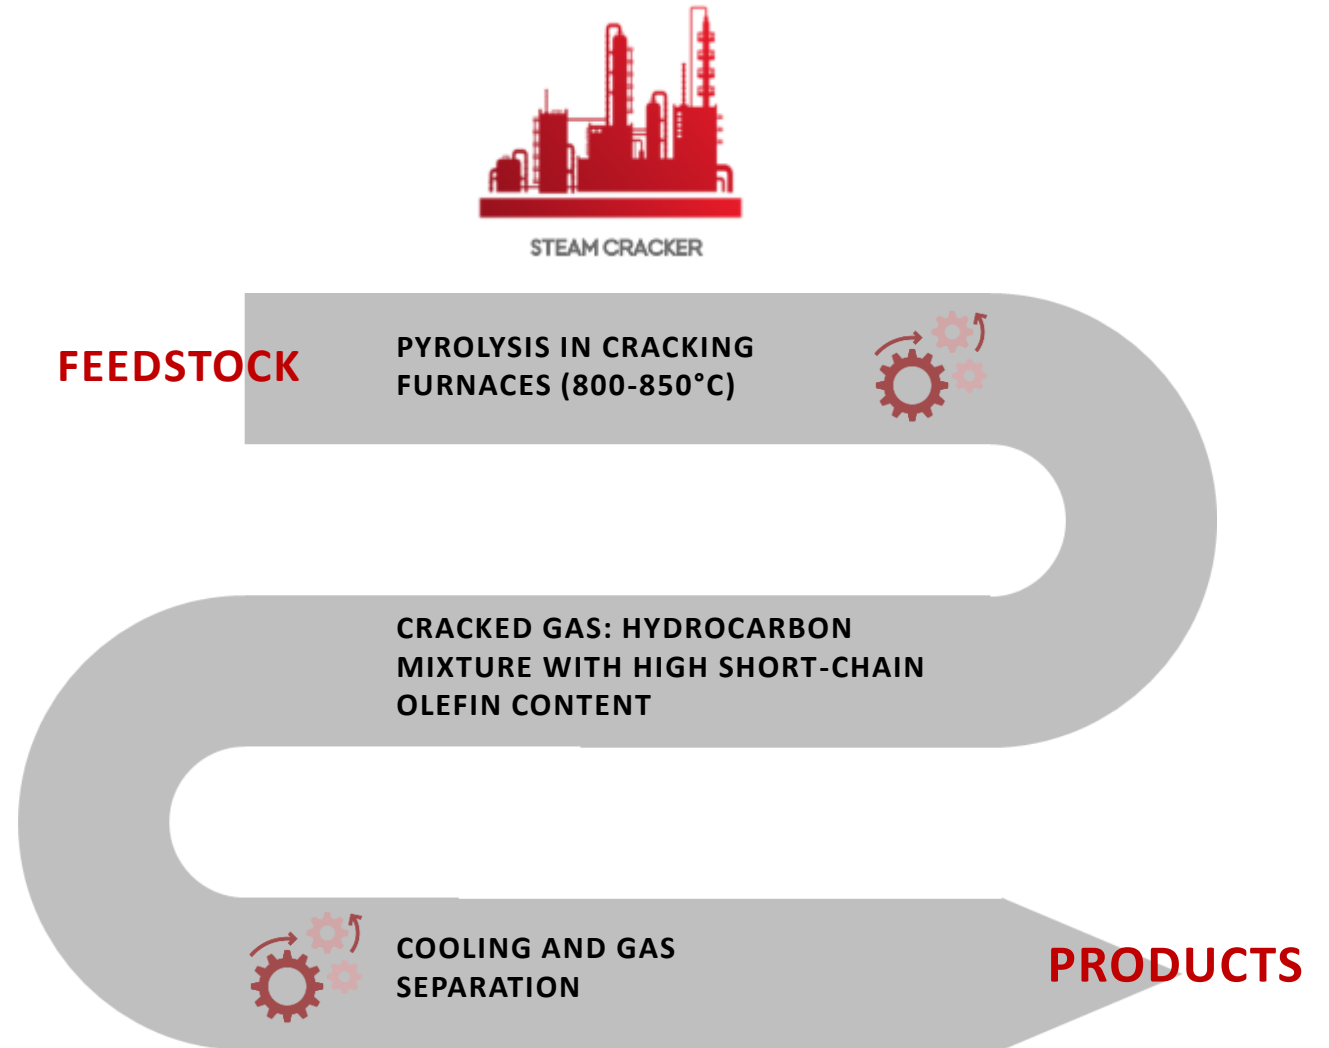 STEAM CRACKER
FEEDSTOCK
PYROLYSIS IN CRACKING
FURNACES (800-850°C)
CRACKED GAS: HYDROCARBON
MIXTURE WITH HIGH SHORT-CHAIN
OLEFIN CONTENT
COOLING AND GAS
SEPARATION
PRODUCTS